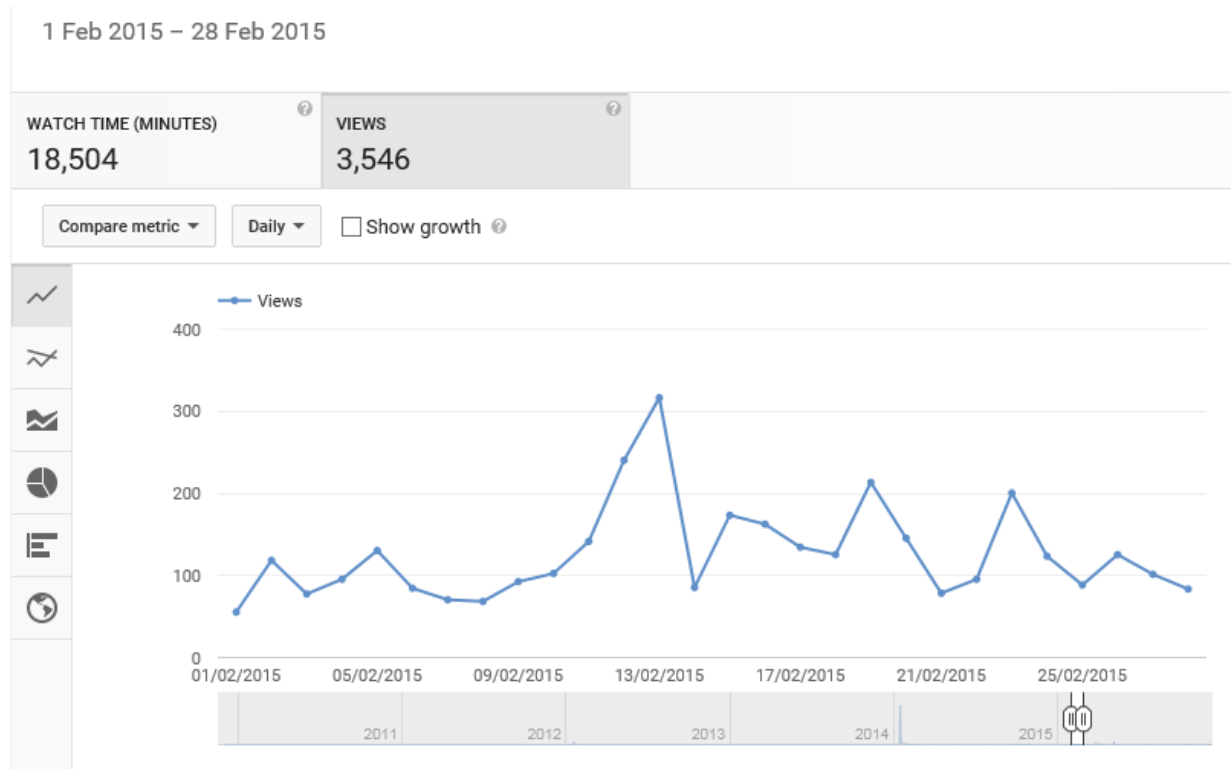 1 Feb 2015 – 28 Feb 2015
WATCH TIME (MINUTES) ?
18,504
VIEWS ?
3,546
Compare metric Daily Show growth ?
Views
400
300
200
100
0
01/02/2015 05/02/2015 09/02/2015 13/02/2015 17/02/2015 21/02/2015 25/02/2015
2011 2012 2013 2014 2015